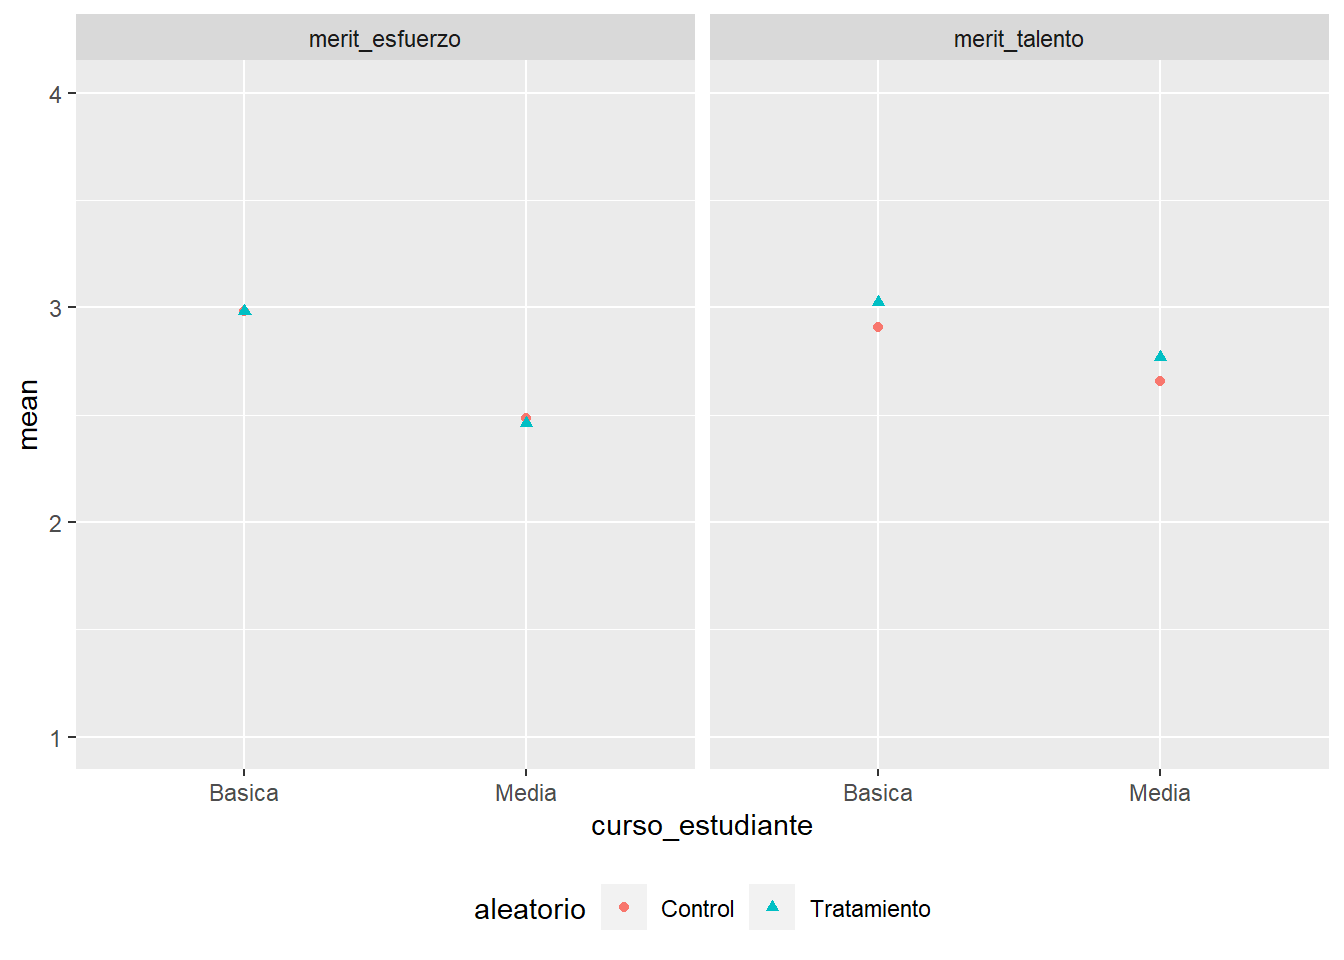 merit_esfuerzo
merit_talento
4
3
2
1
mean
Basica
Media
Basica
Media
curso_estudiante
aleatorio Control Tratamiento